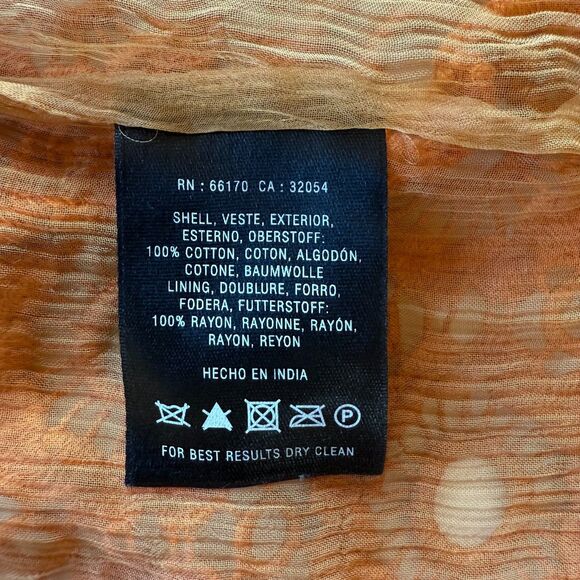 RN : 66170 CA : 32054
SHELL, VESTE, EXTERIOR,
ESTERNO, OBERSTOFF:
100% COTTON, COTON, ALGODÓN,
COTONE, BAUMWOLLE
LINING, DOUBLURE, FORRO,
FODERA, FUTTERSTOFF:
100% RAYON, RAYONNE, RAYÓN,
RAYON, REYON
HECHO EN INDIA
P
FOR BEST RESULTS DRY CLEAN